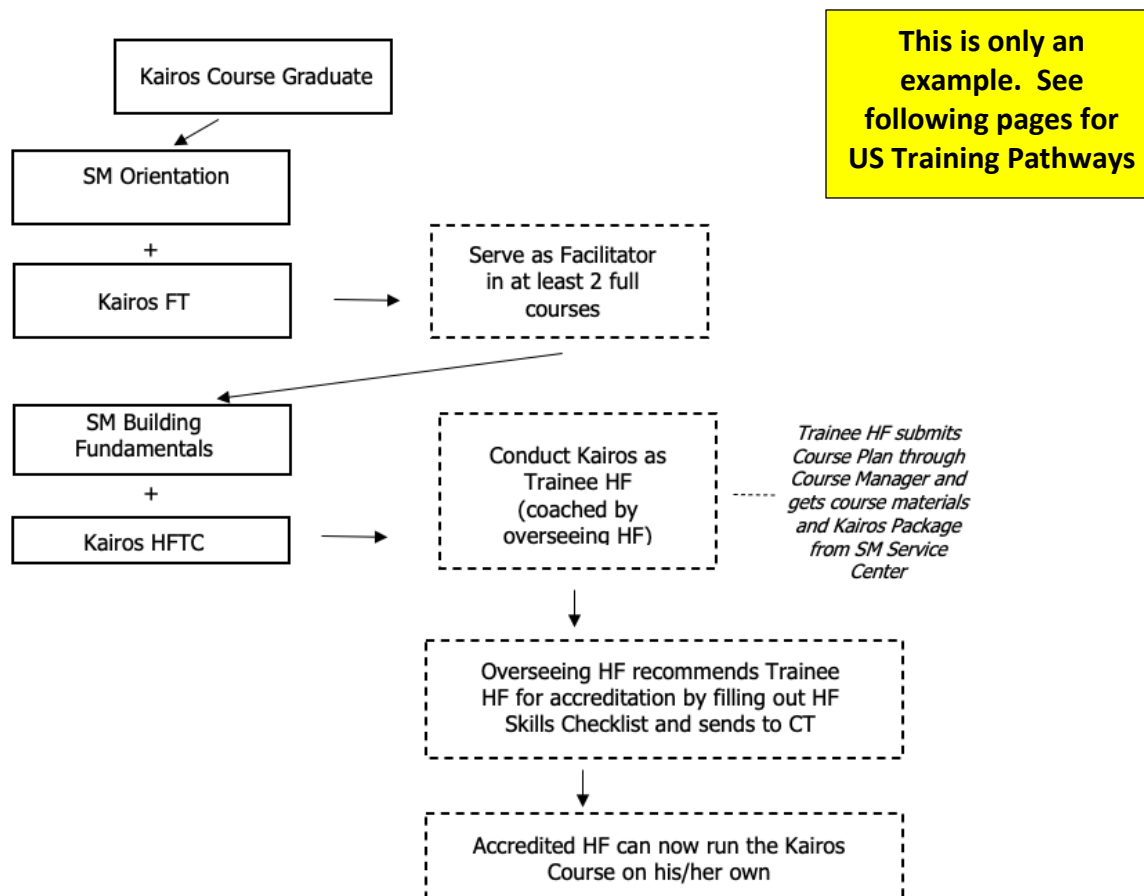 This is only an
example.  See
following pages for
US Training Pathways
Kairos Course Graduate
SM Orientation
+
Kairos FT
Serve as Facilitator
in at least 2 full
courses
SM Building
Fundamentals
+
Kairos HFTC
Conduct Kairos as
Trainee HF
(coached by
overseeing HF)
Trainee HF submits
Course Plan through
Course Manager and
gets course materials
and Kairos Package
from SM Service
Center
Overseeing HF recommends Trainee
HF for accreditation by filling out HF
Skills Checklist and sends to CT
Accredited HF can now run the Kairos
Course on his/her own